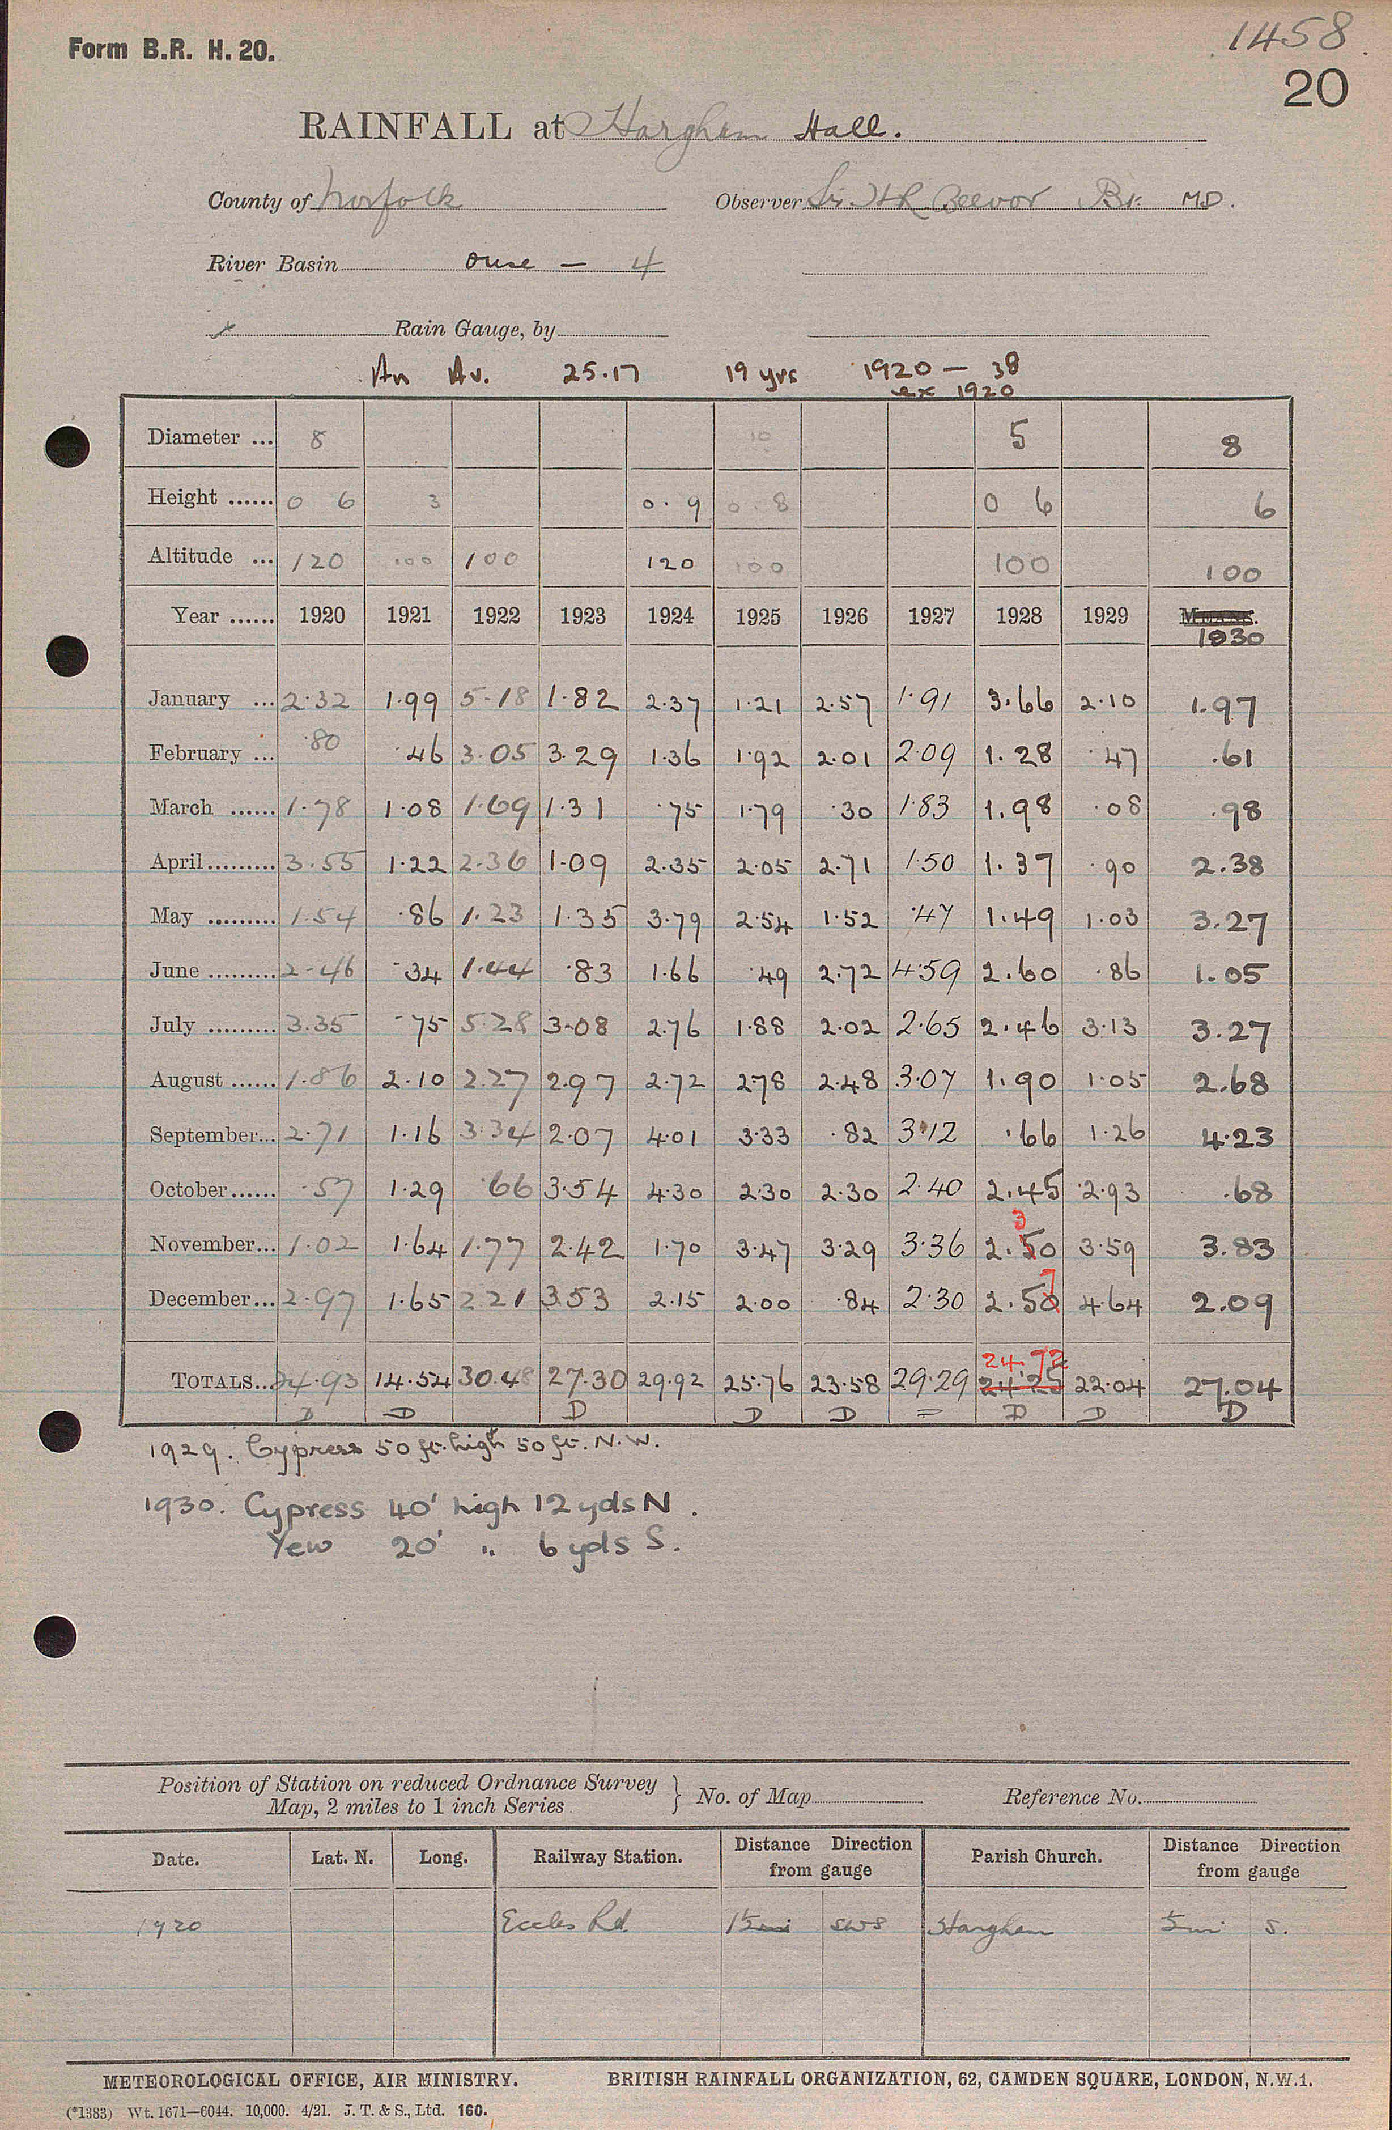 Form B.R. H. 20.
1458
20
RAINFALL at Hargham Hall.
County of Norfolk Observer Sir H R Beevor Bt. MD.
River Basin Ouse — 4
Rain Gauge, by
An Av. 25.17 19 yrs 1920 — 38
ex 1920
Diameter ... 8 10 5 8
Height ...... 0 6 3 0.9 0.8 0 6 6
Altitude ... 120 100 100 120 100 100 100
Year ...... 1920 1921 1922 1923 1924 1925 1926 1927 1928 1929 MEANS.
1930
January ... 2.32 1.99 5.18 1.82 2.37 1.21 2.57 1.91 3.66 2.10 1.97
February ... .80 .46 3.05 3.29 1.36 1.92 2.01 2.09 1.28 .47 .61
March ...... 1.78 1.08 1.69 1.31 .75 1.79 .30 1.83 1.98 .08 .98
April ......... 3.55 1.22 2.36 1.09 2.35 2.05 2.71 1.50 1.37 .90 2.38
May ......... 1.54 .86 1.23 1.35 3.79 2.54 1.52 .47 1.49 1.03 3.27
June ......... 2.46 .34 1.44 .83 1.66 .49 2.72 4.59 2.60 .86 1.05
July ......... 3.35 .75 5.28 3.08 2.76 1.88 2.02 2.65 2.46 3.13 3.27
August ...... 1.86 2.10 2.27 2.97 2.72 2.78 2.48 3.07 1.90 1.05 2.68
September... 2.71 1.16 3.34 2.07 4.01 3.33 .82 3.12 .66 1.26 4.23
October...... .57 1.29 .66 3.54 4.30 2.30 2.30 2.40 2.45 2.93 .68
3
November... 1.02 1.64 1.77 2.42 1.70 3.47 3.29 3.36 2.50 3.59 3.83
7
December... 2.97 1.65 2.21 3.53 2.15 2.00 .84 2.30 2.50 4.64 2.09
24.72
TOTALS... 24.93 14.54 30.48 27.30 29.92 25.76 23.58 29.29 24.25 22.04 27.04
D D D D D = D D D
1929. Cypress 50 ft. high 50 ft. N.W.
1930. Cypress 40' high 12 yds N.
Yew 20' " 6 yds S.
Position of Station on reduced Ordnance Survey
Map, 2 miles to 1 inch Series. } No. of Map Reference No.
Date. Lat. N. Long. Railway Station. Distance Direction from gauge Parish Church. Distance Direction from gauge
1920 Eccles Rd. Hargham S.
METEOROLOGICAL OFFICE, AIR MINISTRY. BRITISH RAINFALL ORGANIZATION, 62, CAMDEN SQUARE, LONDON, N.W.1.
(*1383) Wt. 1671—6044. 10,000. 4/21. J. T. & S., Ltd. 160.